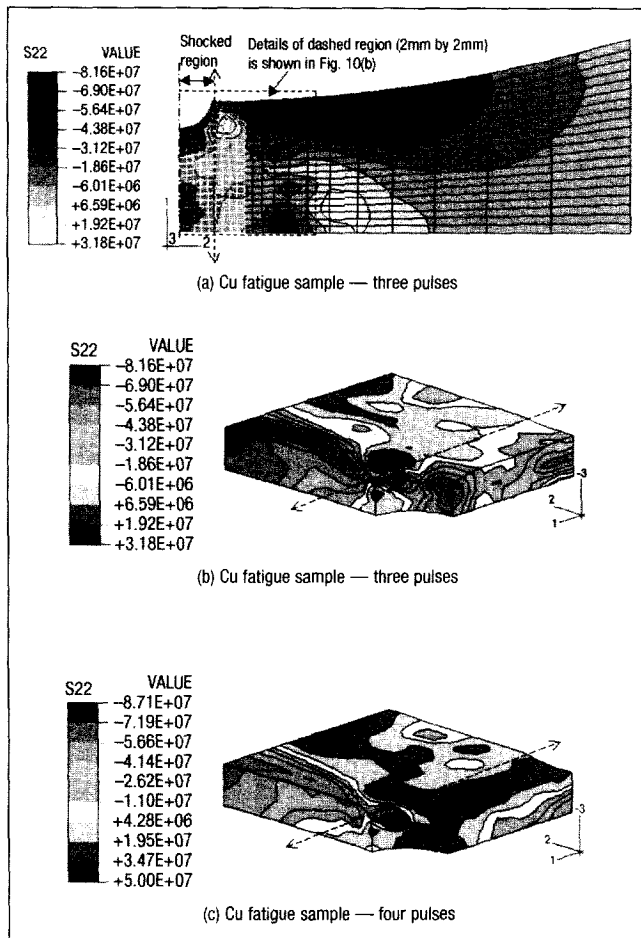 S22 VALUE
-8.16E+07
-6.90E+07
-5.64E+07
-4.38E+07
-3.12E+07
-1.86E+07
-6.01E+06
+6.59E+06
+1.92E+07
+3.18E+07
Shocked
region
Details of dashed region (2mm by 2mm)
is shown in Fig. 10(b)
3
2
(a) Cu fatigue sample — three pulses
S22 VALUE
-8.16E+07
-6.90E+07
-5.64E+07
-4.38E+07
-3.12E+07
-1.86E+07
-6.01E+06
+6.59E+06
+1.92E+07
+3.18E+07
-3
2
1
(b) Cu fatigue sample — three pulses
S22 VALUE
-8.71E+07
-7.19E+07
-5.66E+07
-4.14E+07
-2.62E+07
-1.10E+07
+4.28E+06
+1.95E+07
+3.47E+07
+5.00E+07
-3
2
1
(c) Cu fatigue sample — four pulses